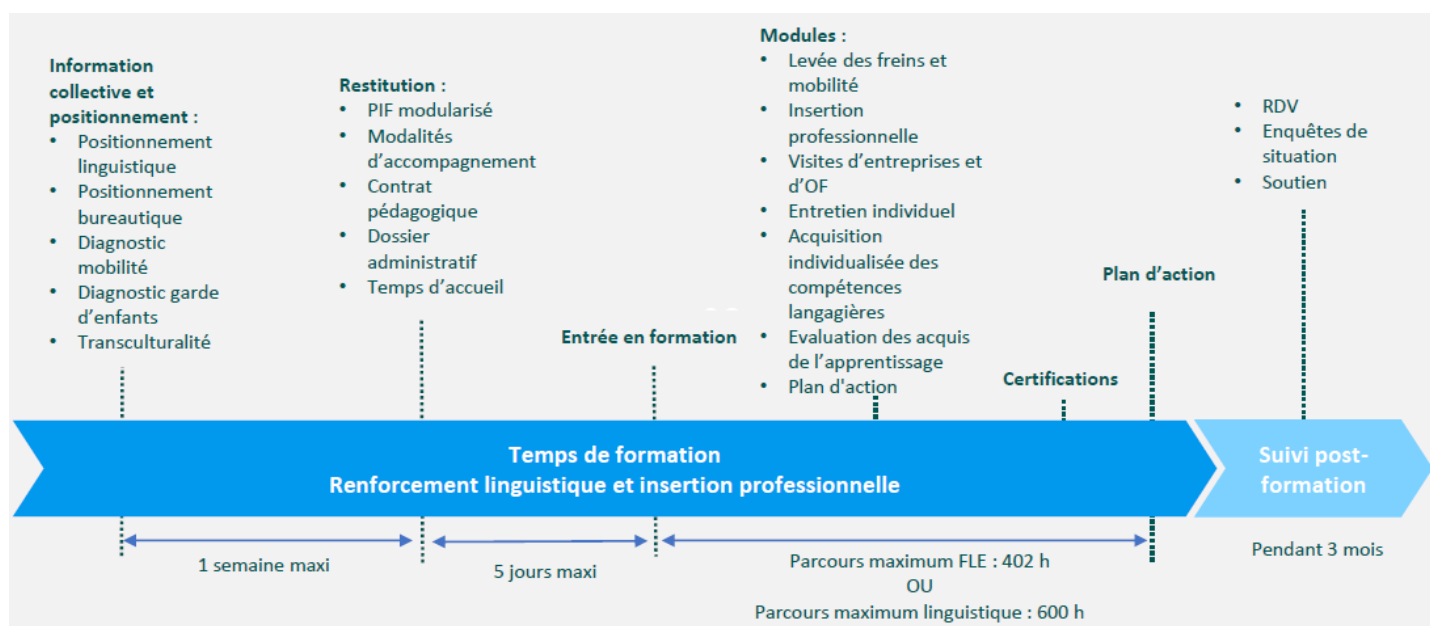 Information
collective et
positionnement :
• Positionnement
linguistique
• Positionnement
bureautique
• Diagnostic
mobilité
• Diagnostic garde
d'enfants
• Transculturalité
Restitution :
• PIF modularisé
• Modalités
d'accompagnement
• Contrat
pédagogique
• Dossier
administratif
• Temps d'accueil
Entrée en formation
Modules :
• Levée des freins et
mobilité
• Insertion
professionnelle
• Visites d'entreprises et
d'OF
• Entretien individuel
• Acquisition
individualisée des
compétences
langagières
• Evaluation des acquis
de l'apprentissage
• Plan d'action
Certifications
Plan d'action
• RDV
• Enquêtes de
situation
• Soutien
Temps de formation
Renforcement linguistique et insertion professionnelle
Suivi post-
formation
1 semaine maxi
5 jours maxi
Parcours maximum FLE : 402 h
OU
Parcours maximum linguistique : 600 h
Pendant 3 mois